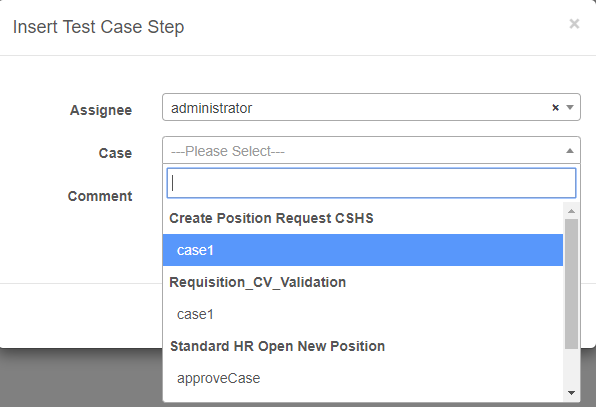 Insert Test Case Step ×
Assignee administrator ×
Case ---Please Select---
Comment
Create Position Request CSHS
case1
Requisition_CV_Validation
case1
Standard HR Open New Position
approveCase